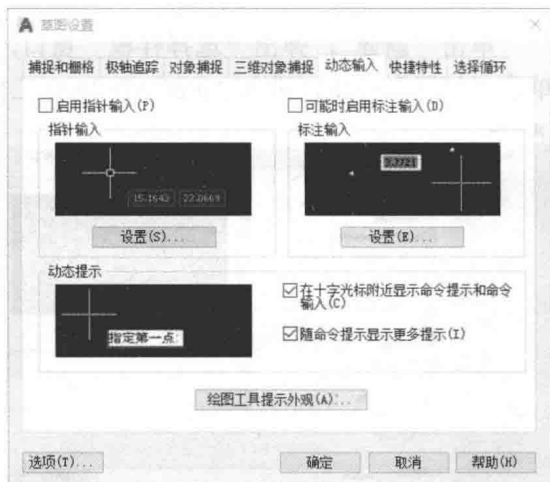 草图设置
捕捉和栅格 极轴追踪 对象捕捉 三维对象捕捉 动态输入 快捷特性 选择循环
启用指针输入(P)
可能时启用标注输入(D)
指针输入
标注输入
15.1643 22.0669
设置(S)...
设置(E)...
动态提示
指定第一点:
在十字光标附近显示命令提示和命令
输入(C)
随命令提示显示更多提示(I)
绘图工具提示外观(A)...
选项(T)...
确定
取消
帮助(H)